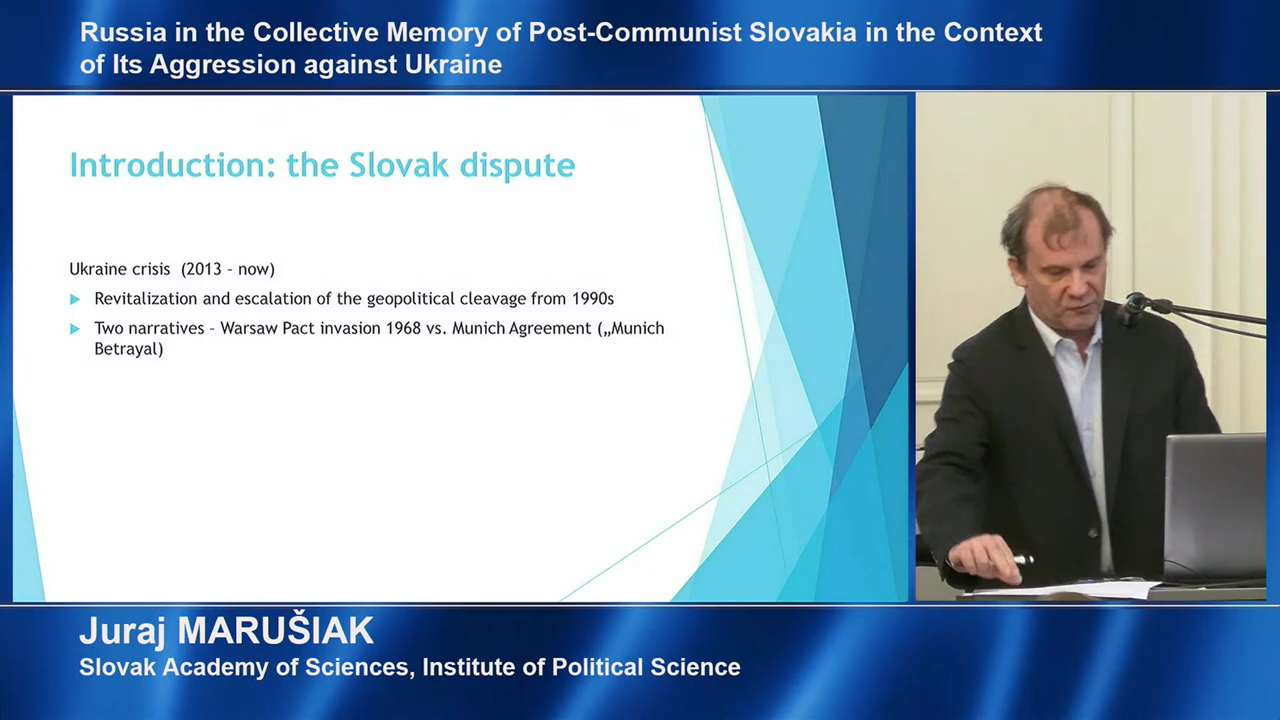 Russia in the Collective Memory of Post-Communist Slovakia in the Context
of Its Aggression against Ukraine
Introduction: the Slovak dispute
Ukraine crisis (2013 – now)
Revitalization and escalation of the geopolitical cleavage from 1990s
Two narratives – Warsaw Pact invasion 1968 vs. Munich Agreement („Munich
Betrayal)
Juraj MARUŠIAK
Slovak Academy of Sciences, Institute of Political Science